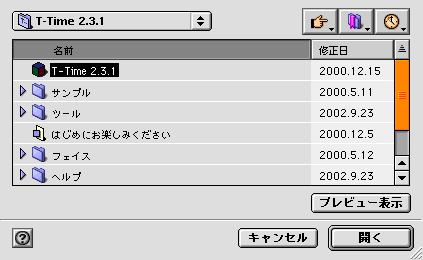 T-Time 2.3.1
名前 修正日
T-Time 2.3.1 2000.12.15
サンプル 2000.5.11
ツール 2002.9.23
はじめにお楽しみください 2000.12.5
フェイス 2000.5.12
ヘルプ 2002.9.23
プレビュー表示
? キャンセル 開く